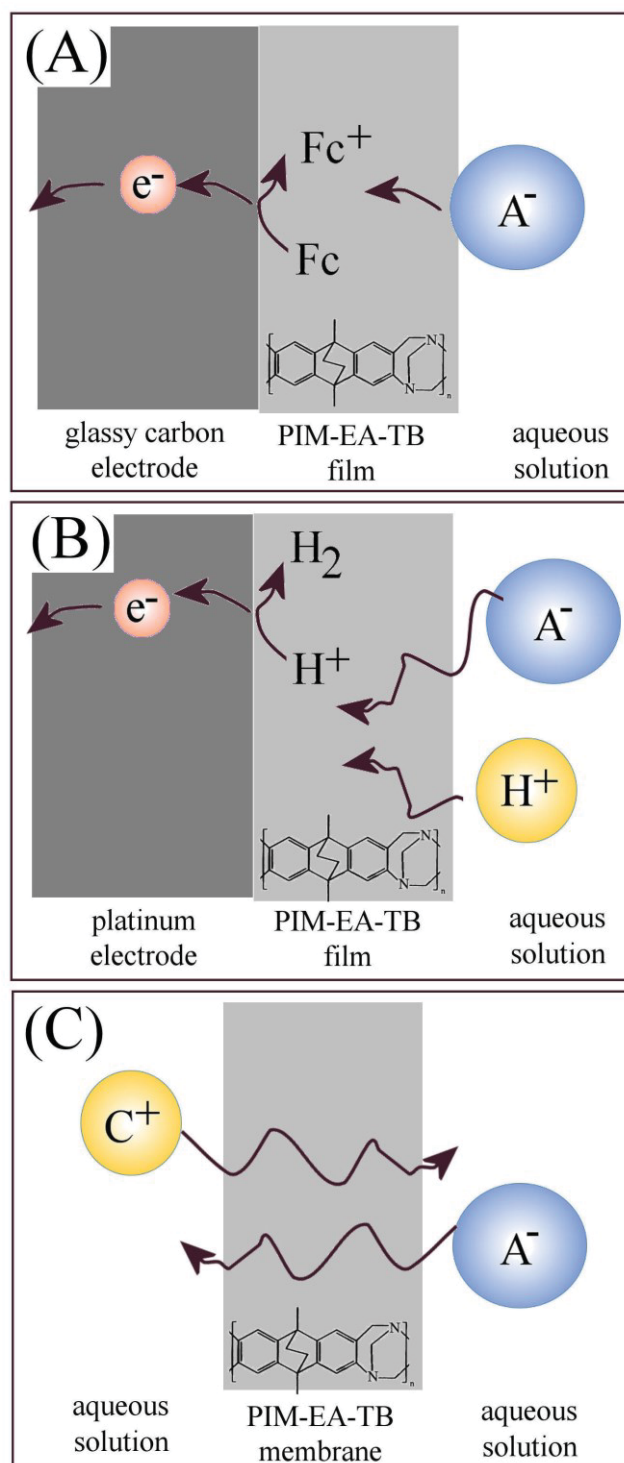 (A)
e⁻
Fc⁺
Fc
A⁻
N
N
n
glassy carbon
electrode
PIM-EA-TB
film
aqueous
solution
(B)
e⁻
H₂
H⁺
A⁻
H⁺
N
N
n
platinum
electrode
PIM-EA-TB
film
aqueous
solution
(C)
C⁺
A⁻
N
N
n
aqueous
solution
PIM-EA-TB
membrane
aqueous
solution